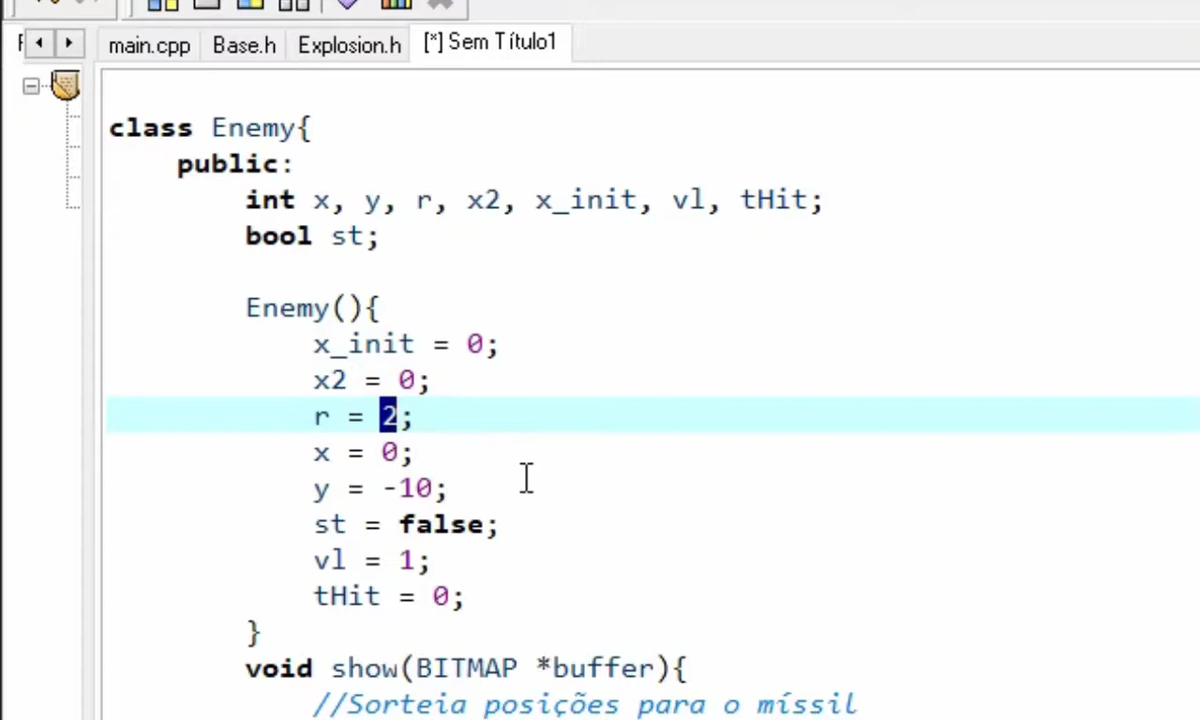 main.cpp Base.h Explosion.h [*] Sem Título1
class Enemy{
public:
int x, y, r, x2, x_init, vl, tHit;
bool st;
Enemy(){
x_init = 0;
x2 = 0;
r = 2;
x = 0;
y = -10;
st = false;
vl = 1;
tHit = 0;
}
void show(BITMAP *buffer){
//Sorteia posições para o míssil